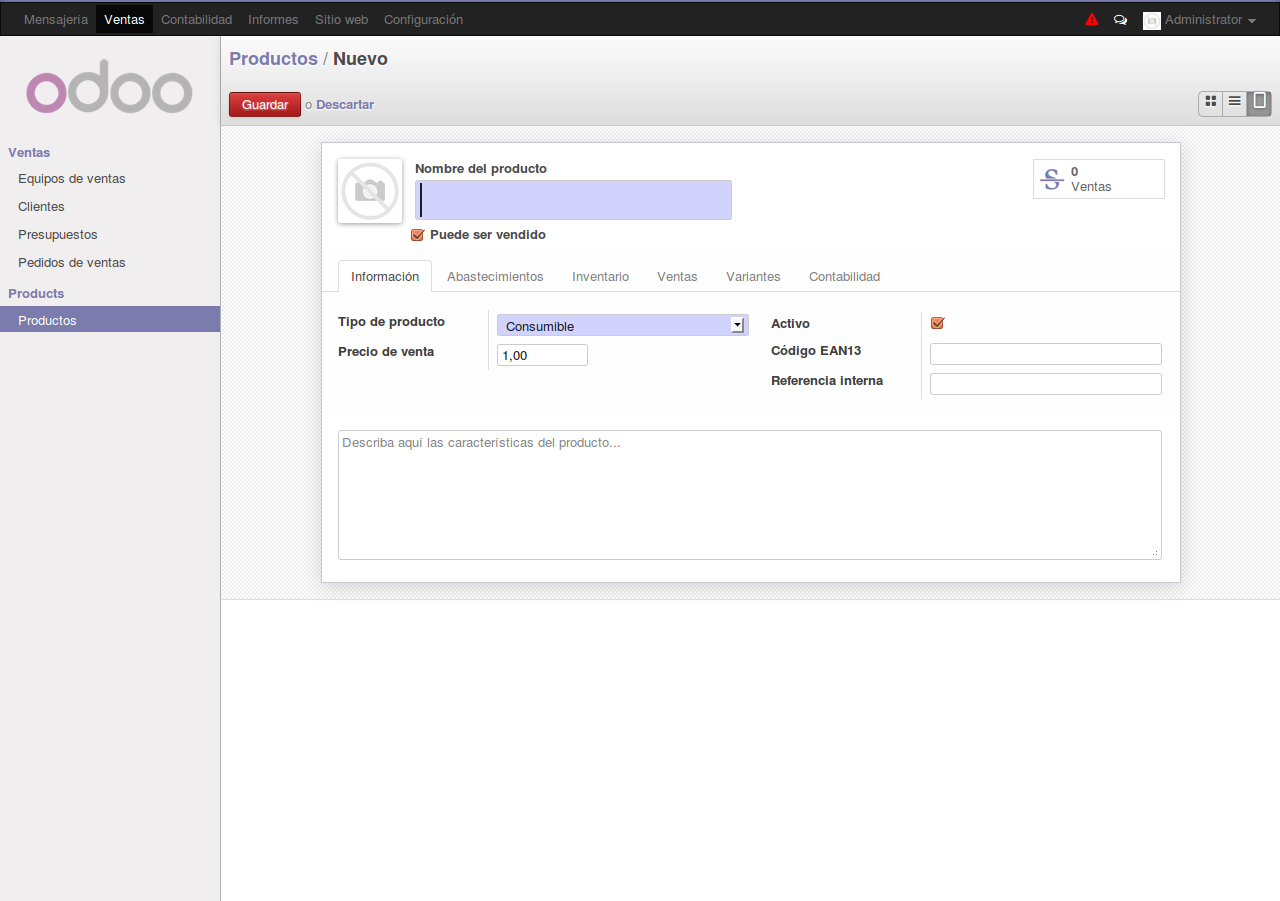 Mensajería Ventas Contabilidad Informes Sitio web Configuración Administrator
odoo
Productos / Nuevo
Guardar o Descartar
Ventas
Equipos de ventas
Clientes
Presupuestos
Pedidos de ventas
Products
Productos
Nombre del producto
0
Ventas
Puede ser vendido
Información Abastecimientos Inventario Ventas Variantes Contabilidad
Tipo de producto Consumible
Activo
Precio de venta 1,00
Código EAN13
Referencia interna
Describa aquí las características del producto...